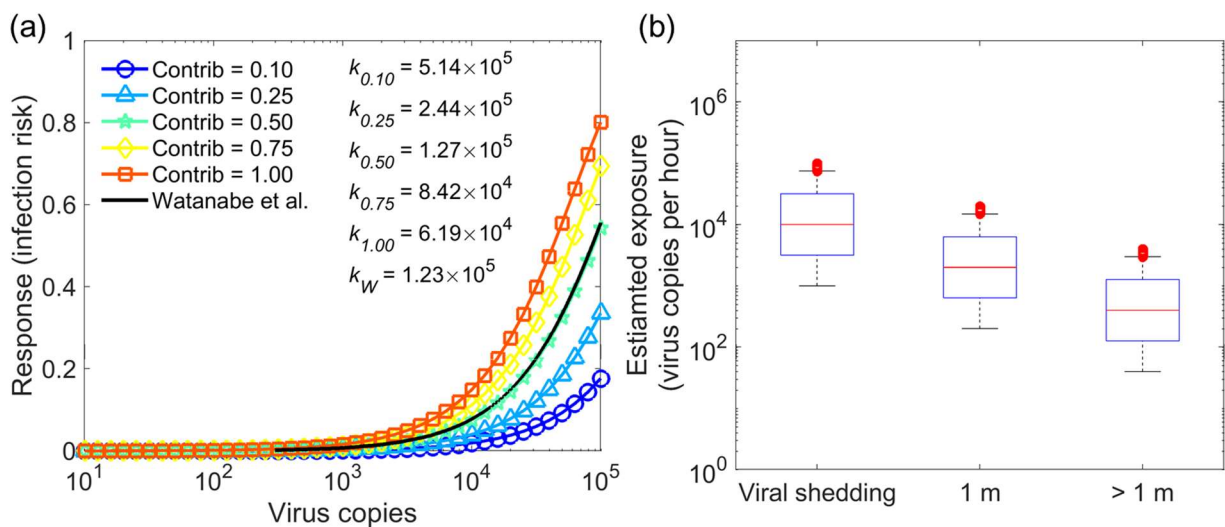 (a)
Response (infection risk)
1
0.8
0.6
0.4
0.2
0
Contrib = 0.10
Contrib = 0.25
Contrib = 0.50
Contrib = 0.75
Contrib = 1.00
Watanabe et al.
k0.10 = 5.14×10^5
k0.25 = 2.44×10^5
k0.50 = 1.27×10^5
k0.75 = 8.42×10^4
k1.00 = 6.19×10^4
kW = 1.23×10^5
10^1 10^2 10^3 10^4 10^5
Virus copies
(b)
Estiamted exposure
(virus copies per hour)
10^6
10^4
10^2
10^0
Viral shedding 1 m > 1 m